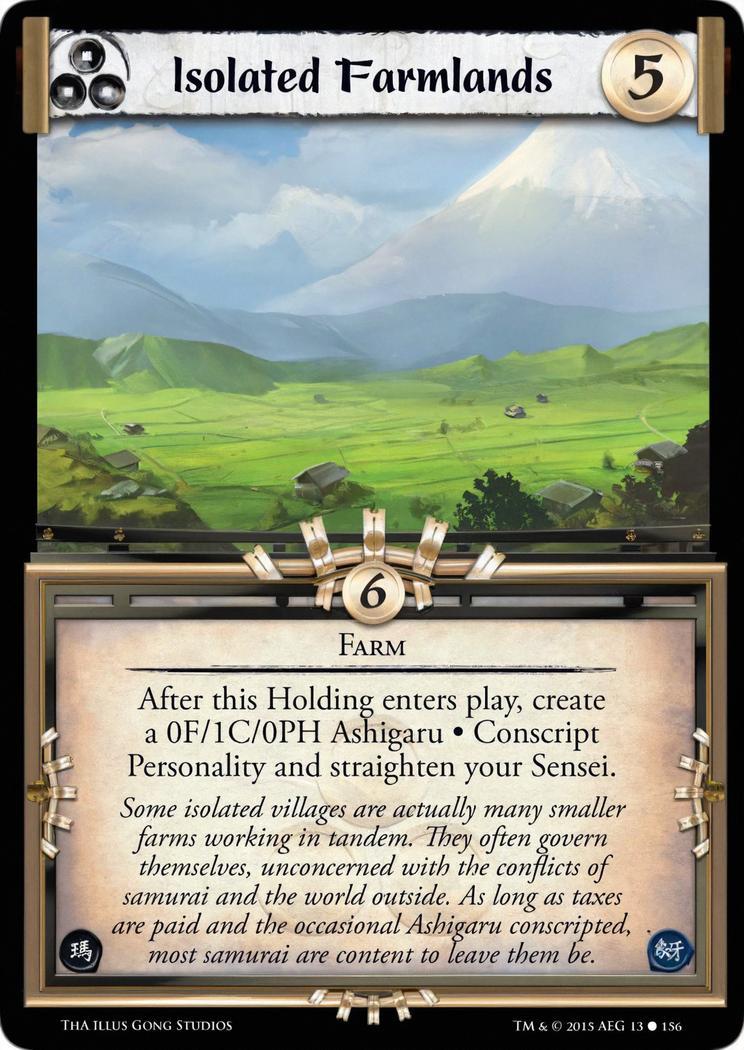 Isolated Farmlands
5
6
Farm
After this Holding enters play, create
a 0F/1C/0PH Ashigaru • Conscript
Personality and straighten your Sensei.
Some isolated villages are actually many smaller
farms working in tandem. They often govern
themselves, unconcerned with the conflicts of
samurai and the world outside. As long as taxes
are paid and the occasional Ashigaru conscripted,
most samurai are content to leave them be.
瑪
Tha Illus Gong Studios
TM & © 2015 AEG 13 ● 156